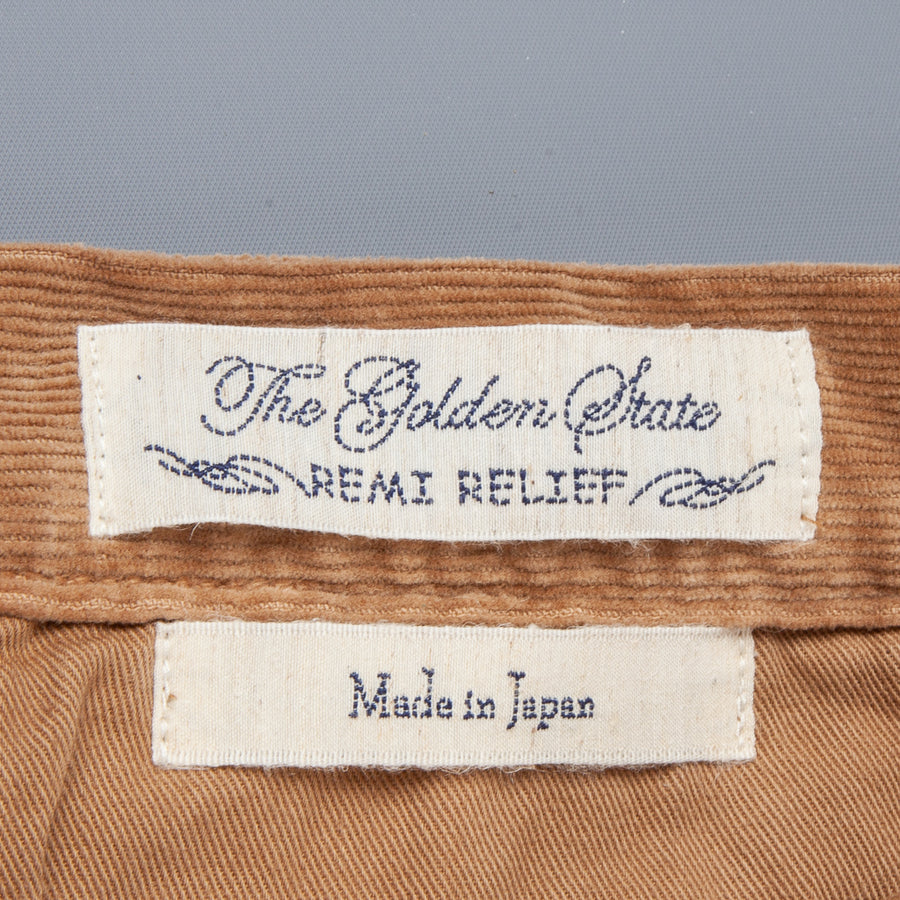 The Golden State
REMI RELIEF
Made in Japan